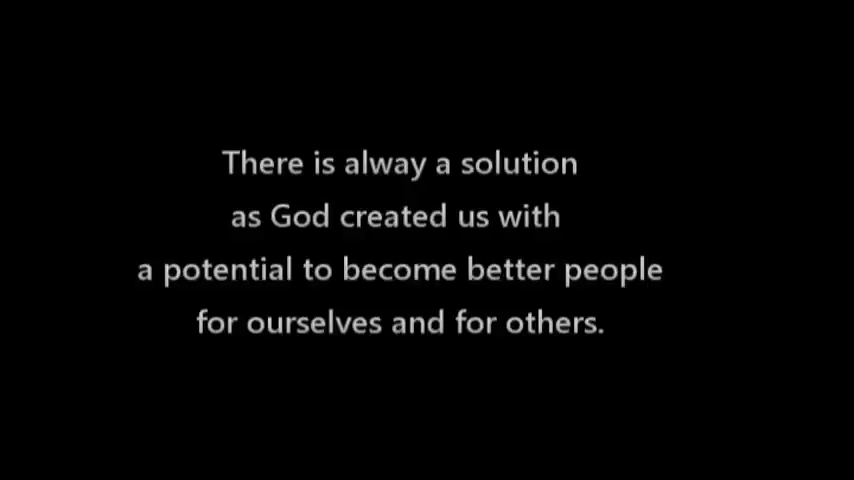 There is alway a solution
as God created us with
a potential to become better people
for ourselves and for others.